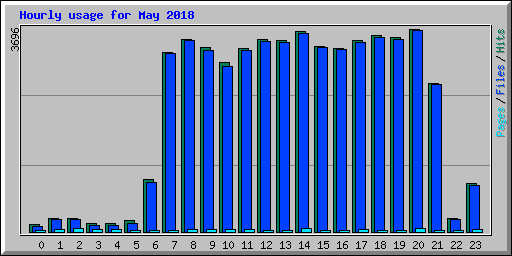 Hourly usage for May 2018
3696
Pages / Files / Hits
0 1 2 3 4 5 6 7 8 9 10 11 12 13 14 15 16 17 18 19 20 21 22 23